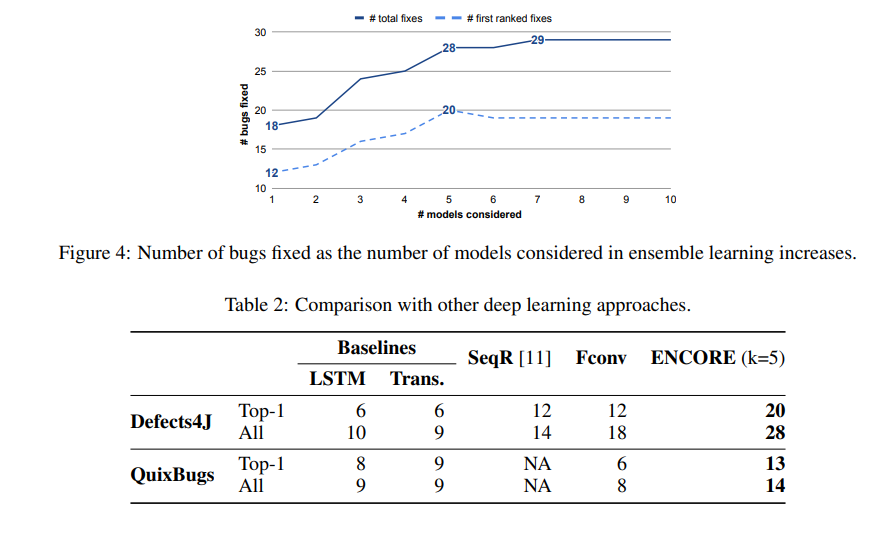 # total fixes # first ranked fixes
30
28
29
25
20
20
18
15
12
10
# bugs fixed
1 2 3 4 5 6 7 8 9 10
# models considered
Figure 4: Number of bugs fixed as the number of models considered in ensemble learning increases.
Table 2: Comparison with other deep learning approaches.
Baselines SeqR [11] Fconv ENCORE (k=5)
LSTM Trans.
Defects4J
Top-1 6 6 12 12 20
All 10 9 14 18 28
QuixBugs
Top-1 8 9 NA 6 13
All 9 9 NA 8 14